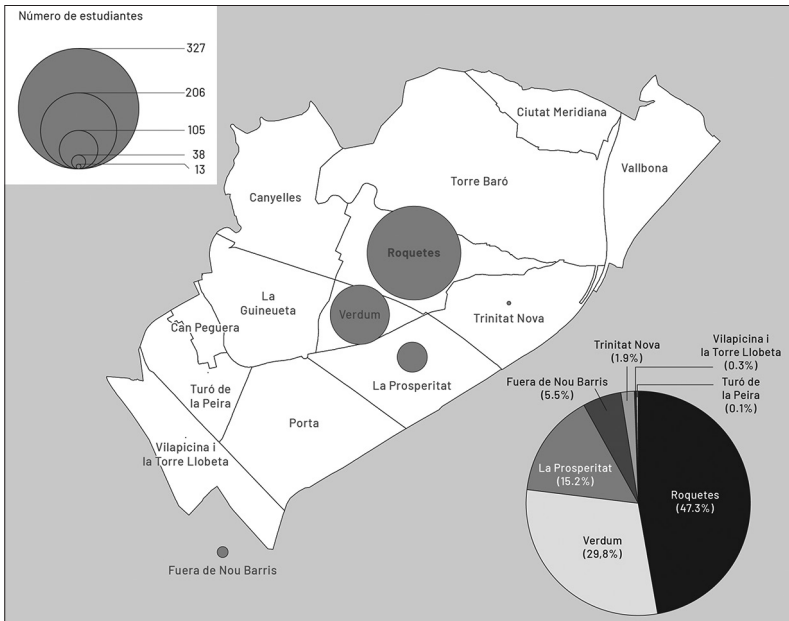 Número de estudiantes
327
206
105
38
13
Ciutat Meridiana
Vallbona
Torre Baró
Canyelles
Roquetes
La
Guineueta
Verdum
Trinitat Nova
Can Peguera
La Prosperitat
Turó de
la Peira
Porta
Vilapicina i
la Torre Llobeta
Fuera de Nou Barris
Vilapicina i
la Torre Llobeta
(0.3%)
Trinitat Nova
(1.9%)
Turó de
la Peira
(0.1%)
Fuera de Nou Barris
(5.5%)
La Prosperitat
(15.2%)
Roquetes
(47.3%)
Verdum
(29,8%)